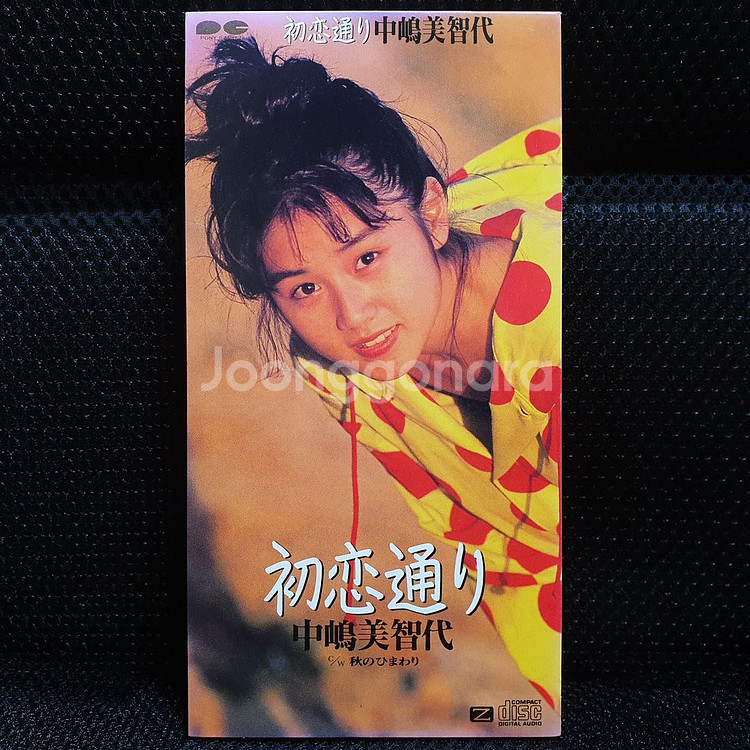 PONY CANYON
初恋通り 中嶋美智代
Joonggonara
初恋通り
中嶋美智代
c/w 秋のひまわり
Z
COMPACT
disc
DIGITAL AUDIO